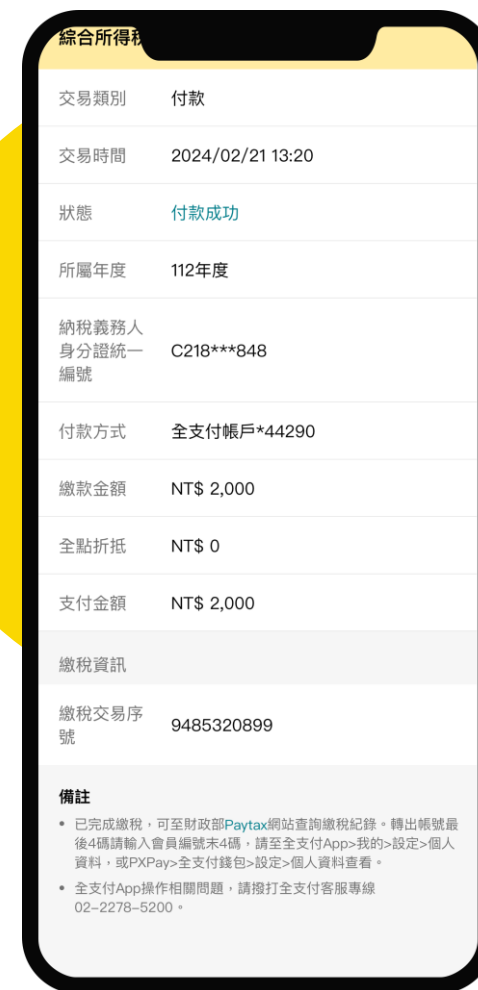 綜合所得稅
交易類別 付款
交易時間 2024/02/21 13:20
狀態 付款成功
所屬年度 112年度
納稅義務人
身分證統一 C218***848
編號
付款方式 全支付帳戶*44290
繳款金額 NT$ 2,000
全點折抵 NT$ 0
支付金額 NT$ 2,000
繳稅資訊
繳稅交易序 9485320899
號
備註
• 已完成繳稅，可至財政部Paytax網站查詢繳稅紀錄。轉出帳號最
後4碼請輸入會員編號末4碼，請至全支付App>我的>設定>個人
資料，或PXPay>全支付錢包>設定>個人資料查看。
• 全支付App操作相關問題，請撥打全支付客服專線
02-2278-5200。